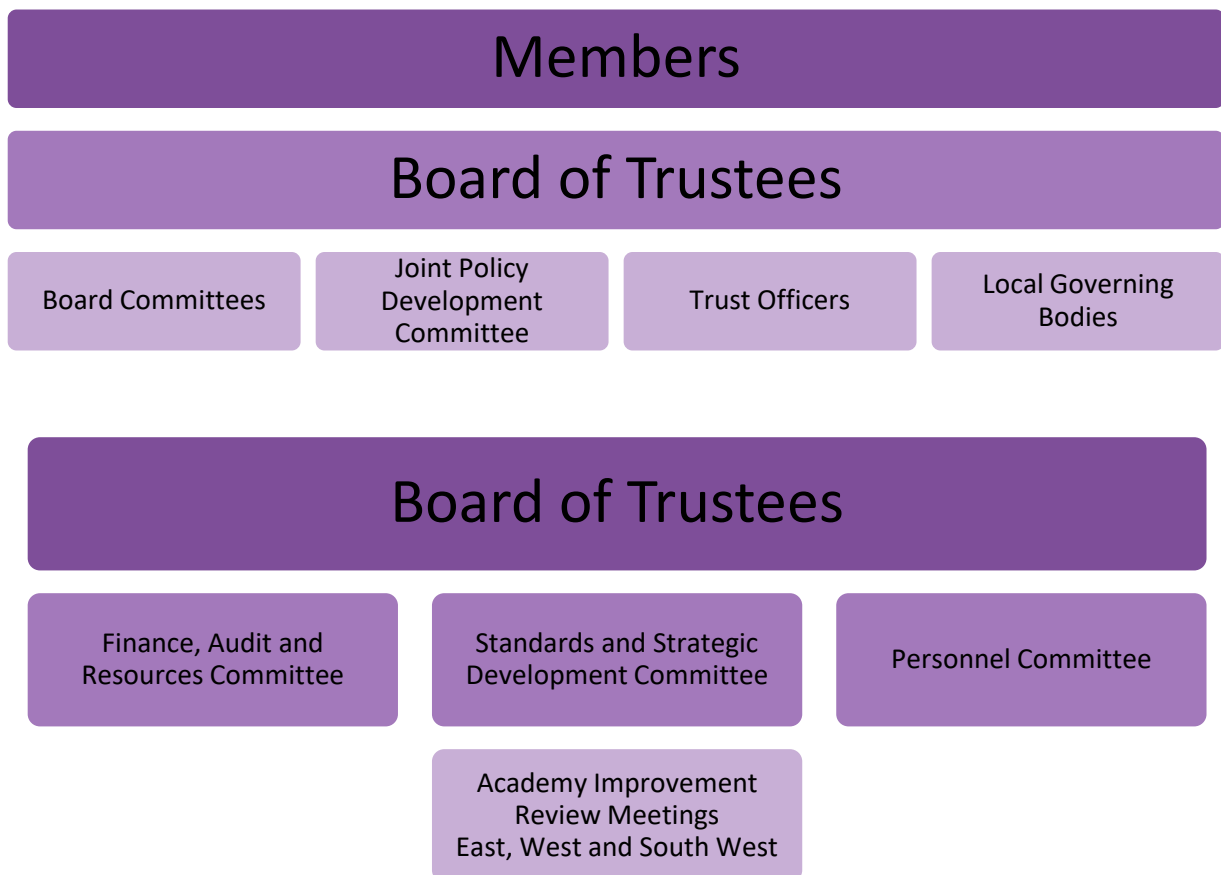 Members
Board of Trustees
Board Committees
Joint Policy
Development
Committee
Trust Officers
Local Governing
Bodies
Board of Trustees
Finance, Audit and
Resources Committee
Standards and Strategic
Development Committee
Personnel Committee
Academy Improvement
Review Meetings
East, West and South West